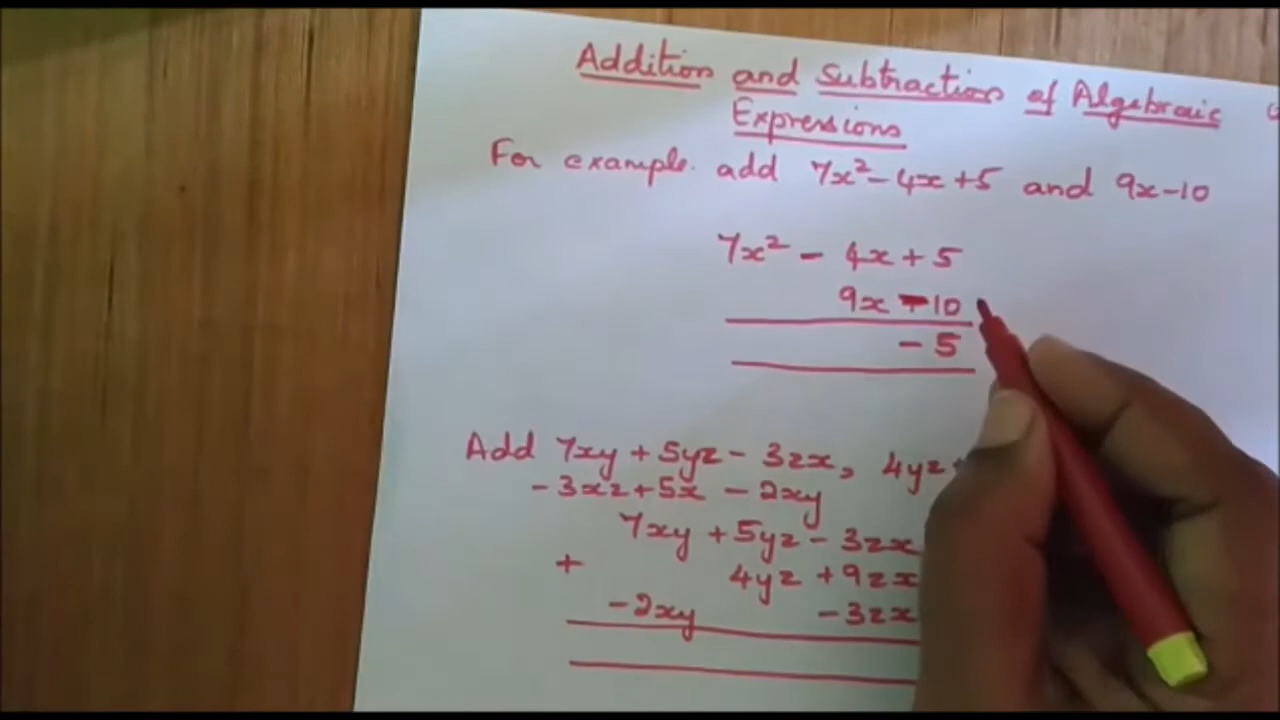 Addition and Subtraction of Algebraic
Expressions
For example. add 7x² - 4x + 5 and 9x - 10
7x² - 4x + 5
9x - 10
- 5
Add 7xy + 5yz - 3zx, 4yz
- 3xz + 5x - 2xy
7xy + 5yz - 3zx
+ 4yz + 9zx
- 2xy - 3zx